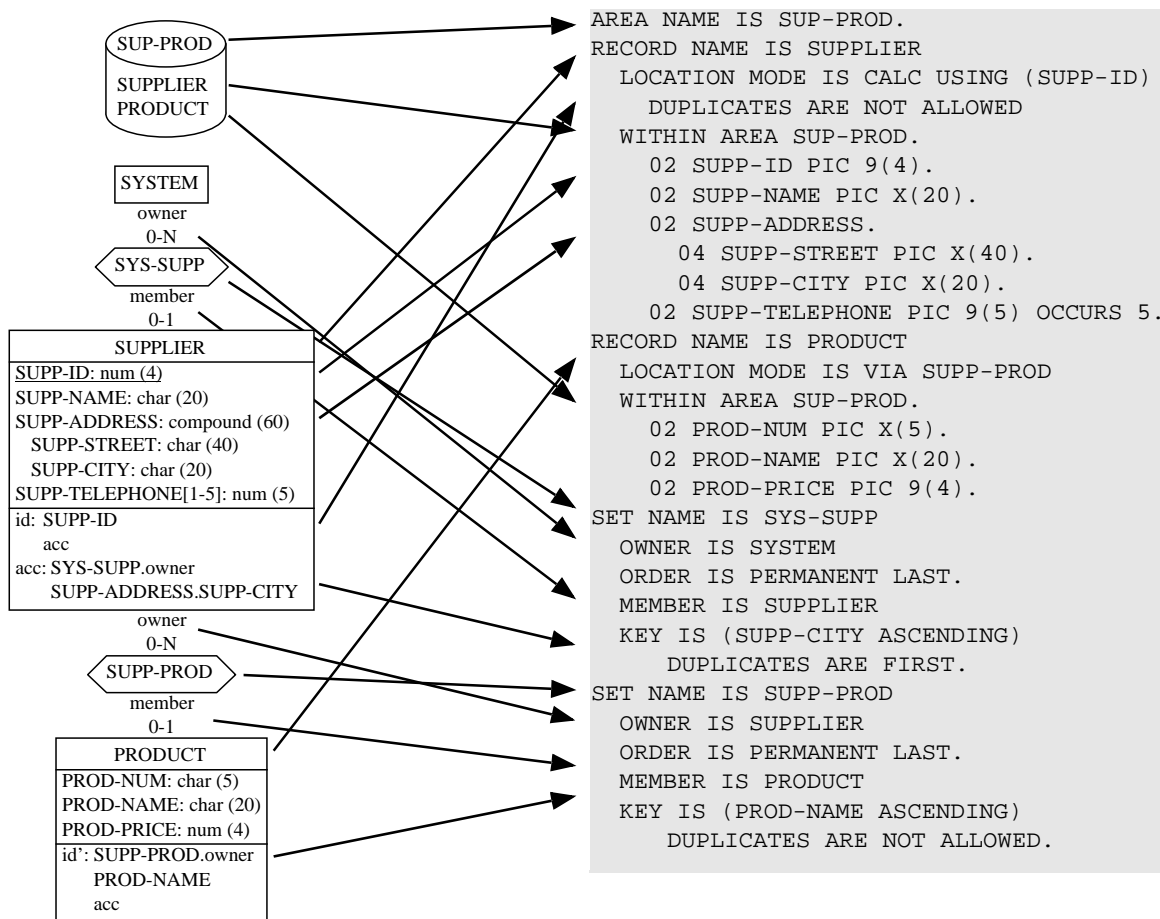 SUP-PROD
SUPPLIER
PRODUCT
SYSTEM
owner
0-N
SYS-SUPP
member
0-1
SUPPLIER
SUPP-ID: num (4)
SUPP-NAME: char (20)
SUPP-ADDRESS: compound (60)
SUPP-STREET: char (40)
SUPP-CITY: char (20)
SUPP-TELEPHONE[1-5]: num (5)
id: SUPP-ID
acc
acc: SYS-SUPP.owner
SUPP-ADDRESS.SUPP-CITY
owner
0-N
SUPP-PROD
member
0-1
PRODUCT
PROD-NUM: char (5)
PROD-NAME: char (20)
PROD-PRICE: num (4)
id’: SUPP-PROD.owner
PROD-NAME
acc
AREA NAME IS SUP-PROD.
RECORD NAME IS SUPPLIER
LOCATION MODE IS CALC USING (SUPP-ID)
DUPLICATES ARE NOT ALLOWED
WITHIN AREA SUP-PROD.
02 SUPP-ID PIC 9(4).
02 SUPP-NAME PIC X(20).
02 SUPP-ADDRESS.
04 SUPP-STREET PIC X(40).
04 SUPP-CITY PIC X(20).
02 SUPP-TELEPHONE PIC 9(5) OCCURS 5.
RECORD NAME IS PRODUCT
LOCATION MODE IS VIA SUPP-PROD
WITHIN AREA SUP-PROD.
02 PROD-NUM PIC X(5).
02 PROD-NAME PIC X(20).
02 PROD-PRICE PIC 9(4).
SET NAME IS SYS-SUPP
OWNER IS SYSTEM
ORDER IS PERMANENT LAST.
MEMBER IS SUPPLIER
KEY IS (SUPP-CITY ASCENDING)
DUPLICATES ARE FIRST.
SET NAME IS SUPP-PROD
OWNER IS SUPPLIER
ORDER IS PERMANENT LAST.
MEMBER IS PRODUCT
KEY IS (PROD-NAME ASCENDING)
DUPLICATES ARE NOT ALLOWED.